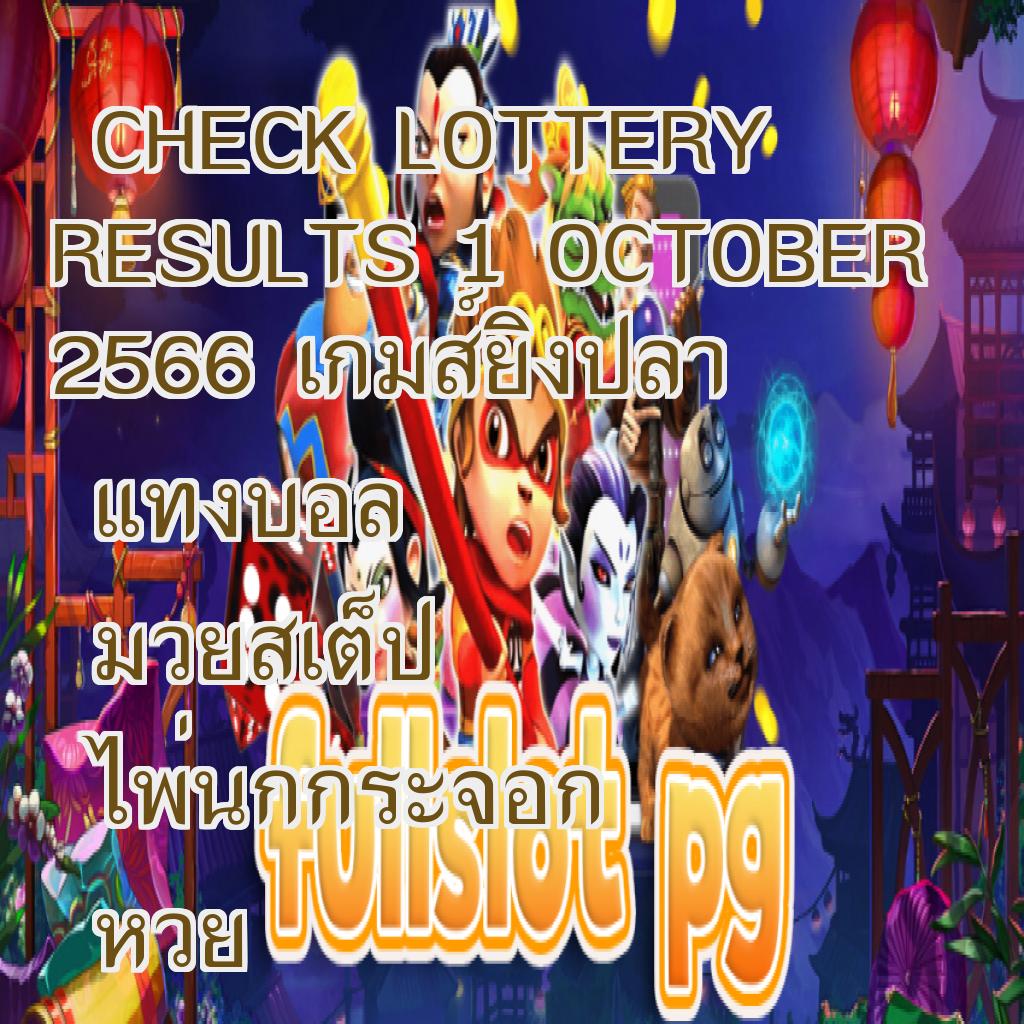 CHECK LOTTERY
RESULTS 1 OCTOBER
2566 เกมส์ยิงปลา
แทงบอล
มวยสเต็ป
ไพ่นกกระจอก
fullslot pg
หวย